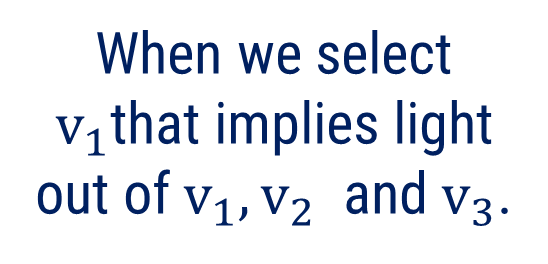 When we select
v₁ that implies light
out of v₁, v₂ and v₃.